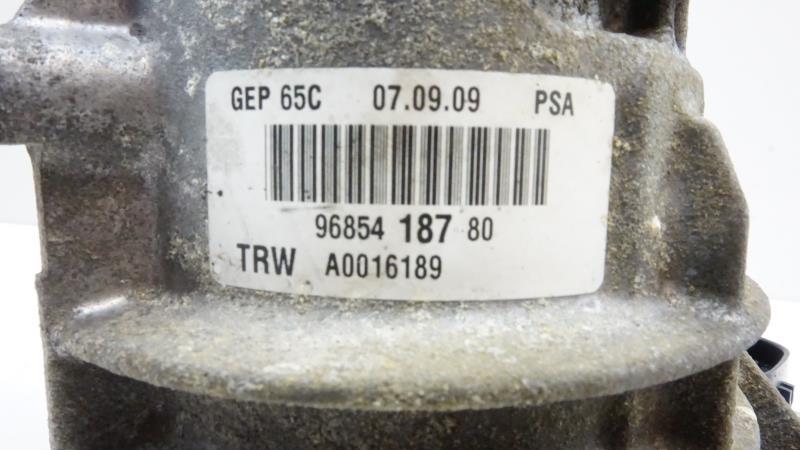 GEP 65C 07.09.09 PSA
96854 187 80
TRW A0016189